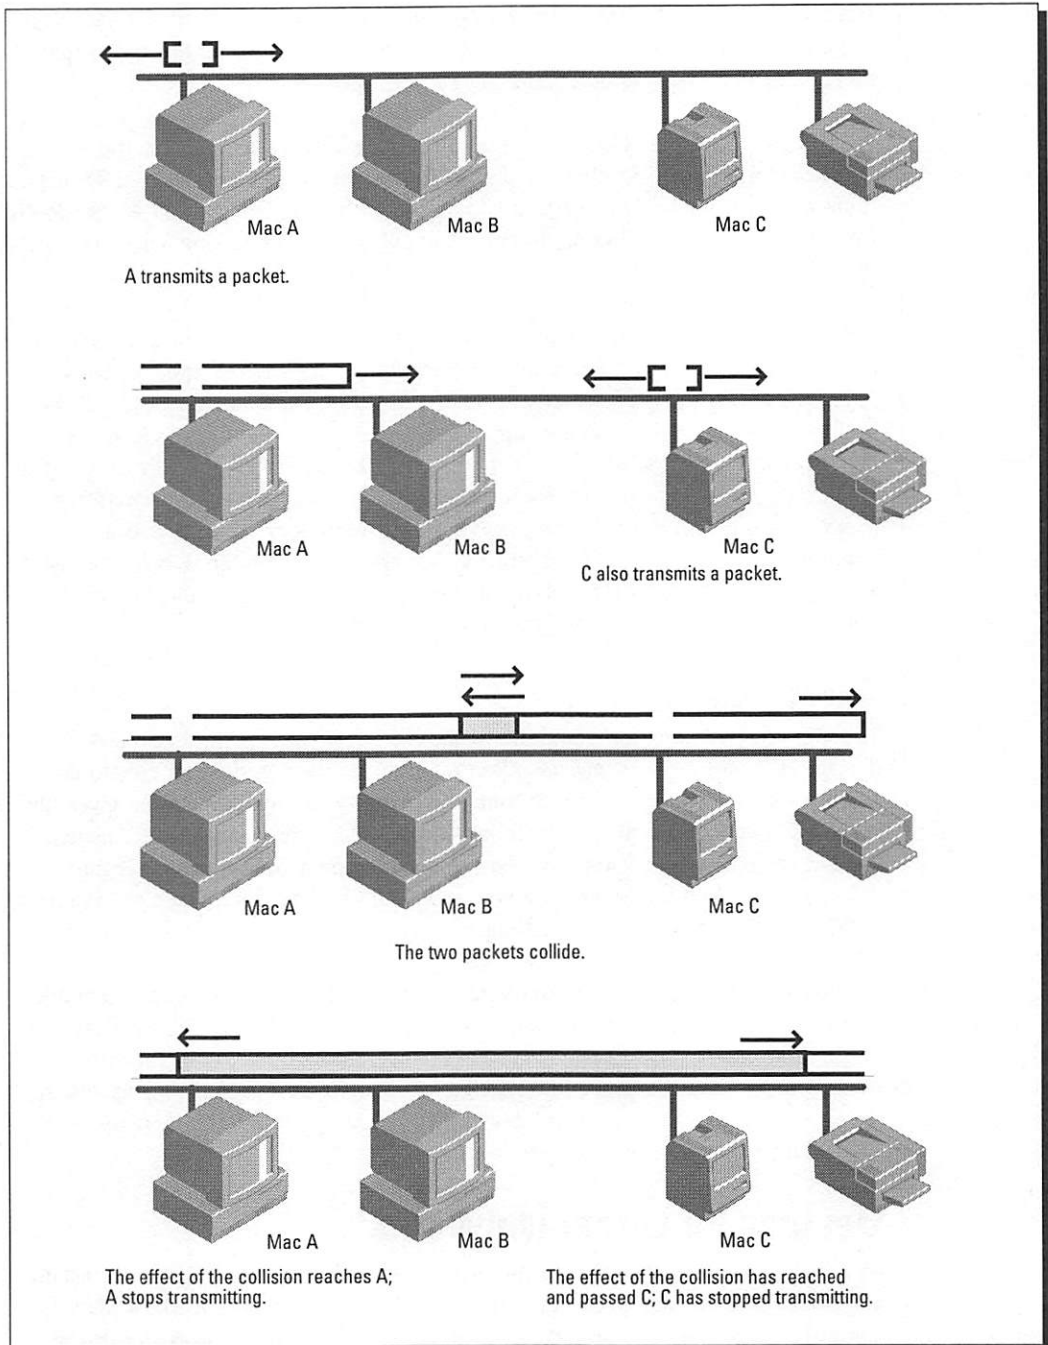 Mac A
Mac B
Mac C
A transmits a packet.
Mac A
Mac B
Mac C
C also transmits a packet.
Mac A
Mac B
Mac C
The two packets collide.
Mac A
Mac B
Mac C
The effect of the collision reaches A;
A stops transmitting.
The effect of the collision has reached
and passed C; C has stopped transmitting.